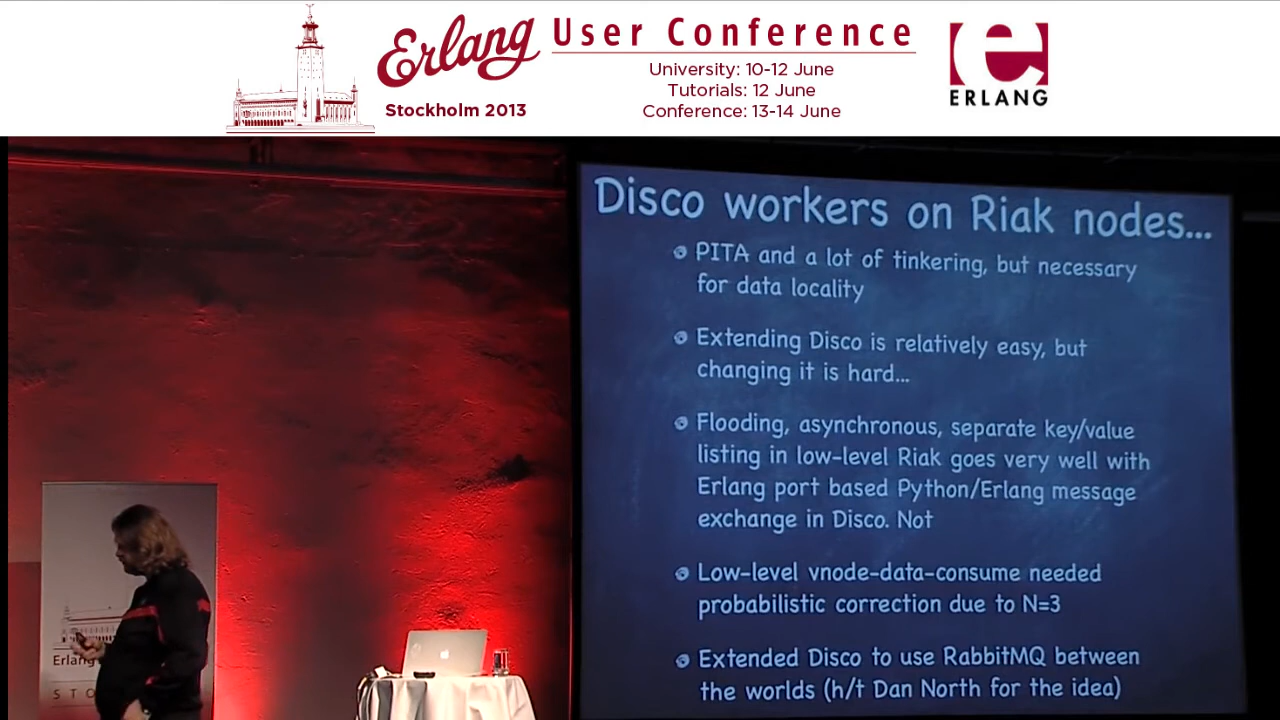 Erlang User Conference
Stockholm 2013
University: 10-12 June
Tutorials: 12 June
Conference: 13-14 June
e
ERLANG
Disco workers on Riak nodes...
PITA and a lot of tinkering, but necessary
for data locality
Extending Disco is relatively easy, but
changing it is hard...
Flooding, asynchronous, separate key/value
listing in low-level Riak goes very well with
Erlang port based Python/Erlang message
exchange in Disco. Not
Low-level vnode-data-consume needed
probabilistic correction due to N=3
Extended Disco to use RabbitMQ between
the worlds (h/t Dan North for the idea)
Erlang
STO